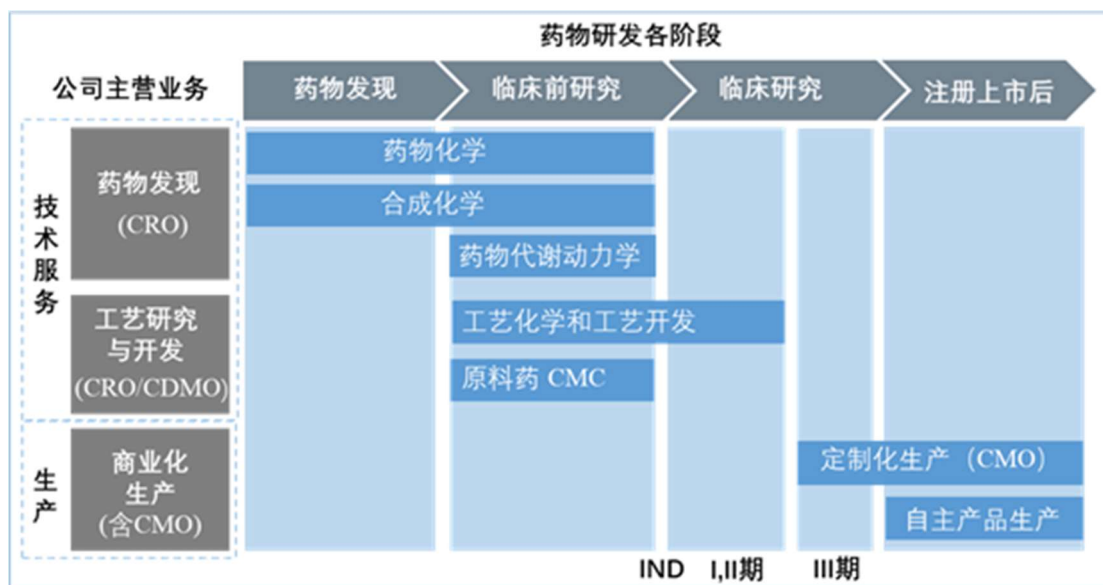 药物研发各阶段
公司主营业务
药物发现
临床前研究
临床研究
注册上市后
技术服务
药物发现
(CRO)
药物化学
合成化学
药物代谢动力学
工艺研究
与开发
(CRO/CDMO)
工艺化学和工艺开发
原料药 CMC
生产
商业化
生产
(含CMO)
定制化生产（CMO）
自主产品生产
IND
I,II期
III期